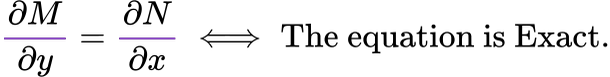 ∂M/∂y = ∂N/∂x ⟺ The equation is Exact.